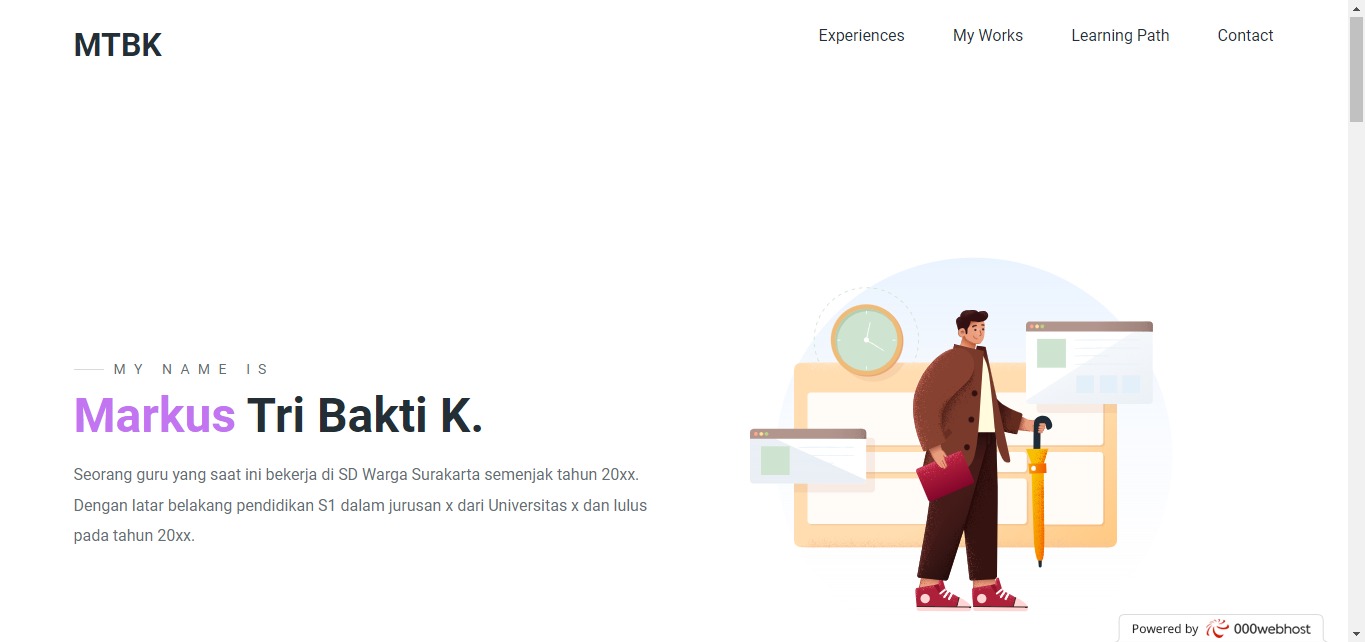 MTBK
Experiences
My Works
Learning Path
Contact
MY NAME IS
Markus Tri Bakti K.
Seorang guru yang saat ini bekerja di SD Warga Surakarta semenjak tahun 20xx.
Dengan latar belakang pendidikan S1 dalam jurusan x dari Universitas x dan lulus
pada tahun 20xx.
Powered by 000webhost